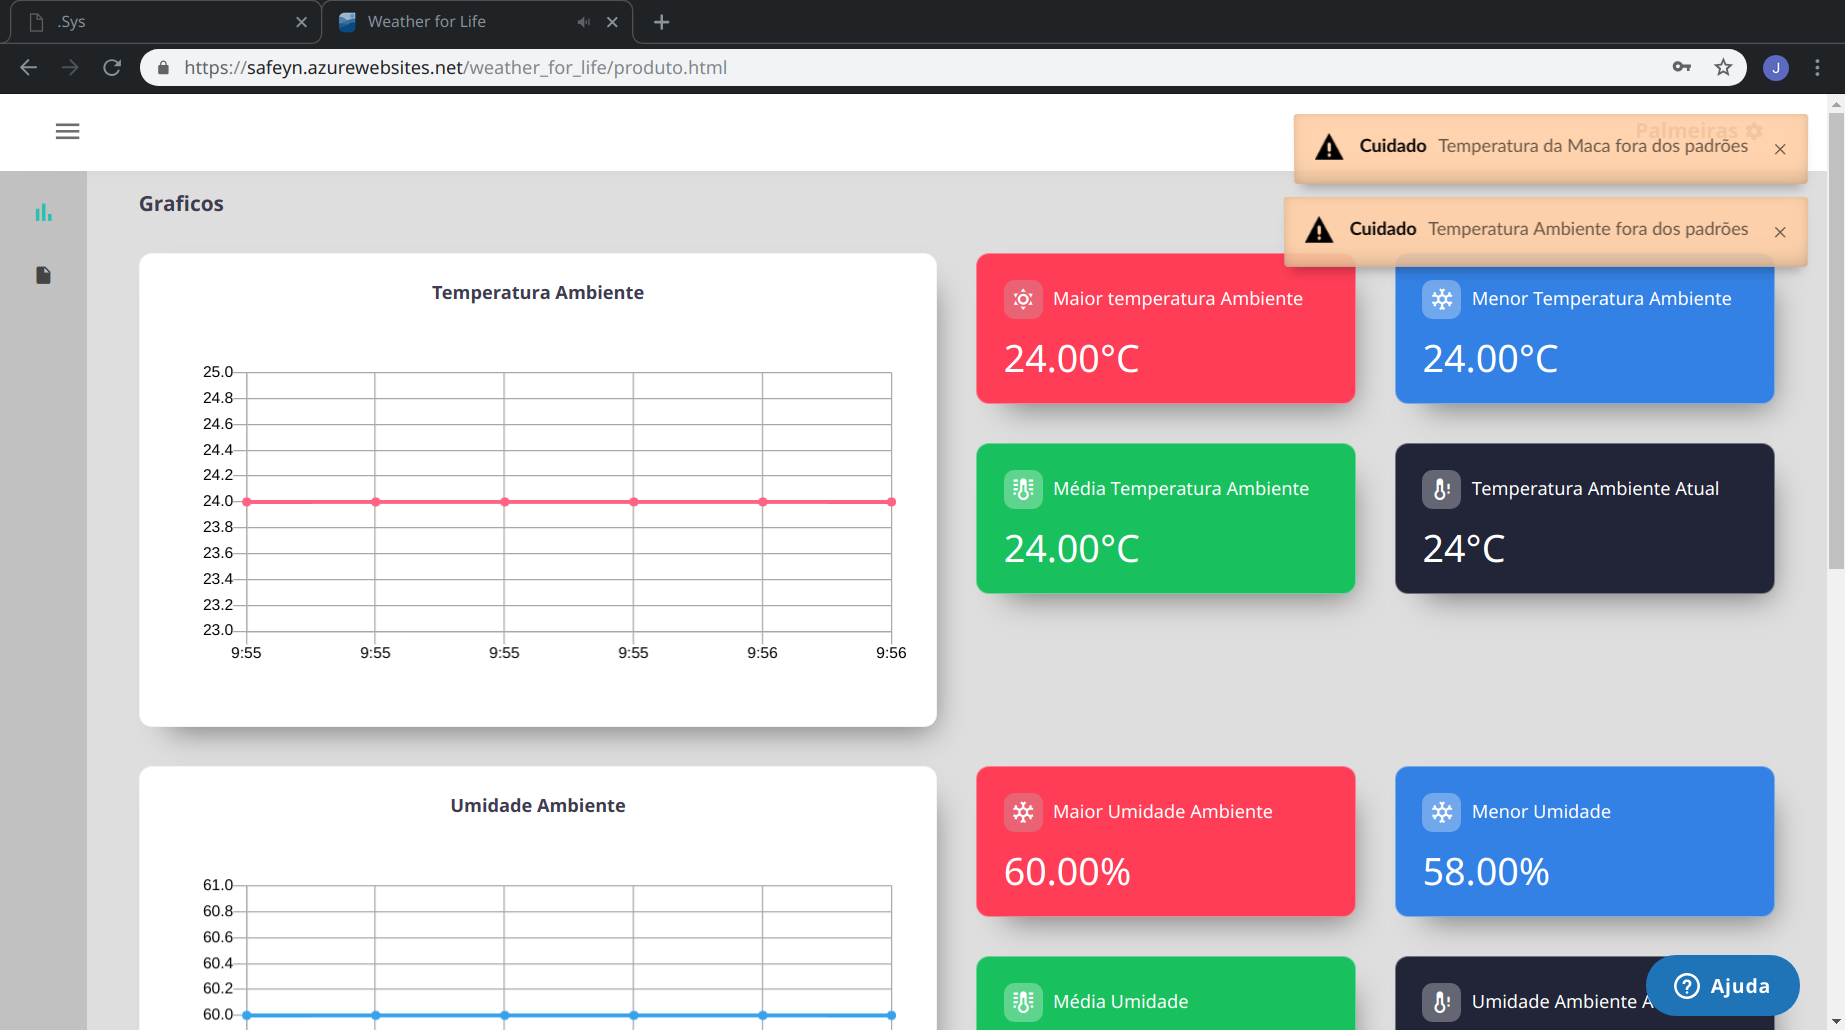 .Sys
Weather for Life
https://safeyn.azurewebsites.net/weather_for_life/produto.html
J
Palmeiras
Cuidado Temperatura da Maca fora dos padrões
Cuidado Temperatura Ambiente fora dos padrões
Graficos
Temperatura Ambiente
25.0
24.8
24.6
24.4
24.2
24.0
23.8
23.6
23.4
23.2
23.0
9:55 9:55 9:55 9:55 9:56 9:56
Maior temperatura Ambiente
24.00°C
Menor Temperatura Ambiente
24.00°C
Média Temperatura Ambiente
24.00°C
Temperatura Ambiente Atual
24°C
Umidade Ambiente
61.0
60.8
60.6
60.4
60.2
60.0
Maior Umidade Ambiente
60.00%
Menor Umidade
58.00%
Média Umidade
Umidade Ambiente A
Ajuda